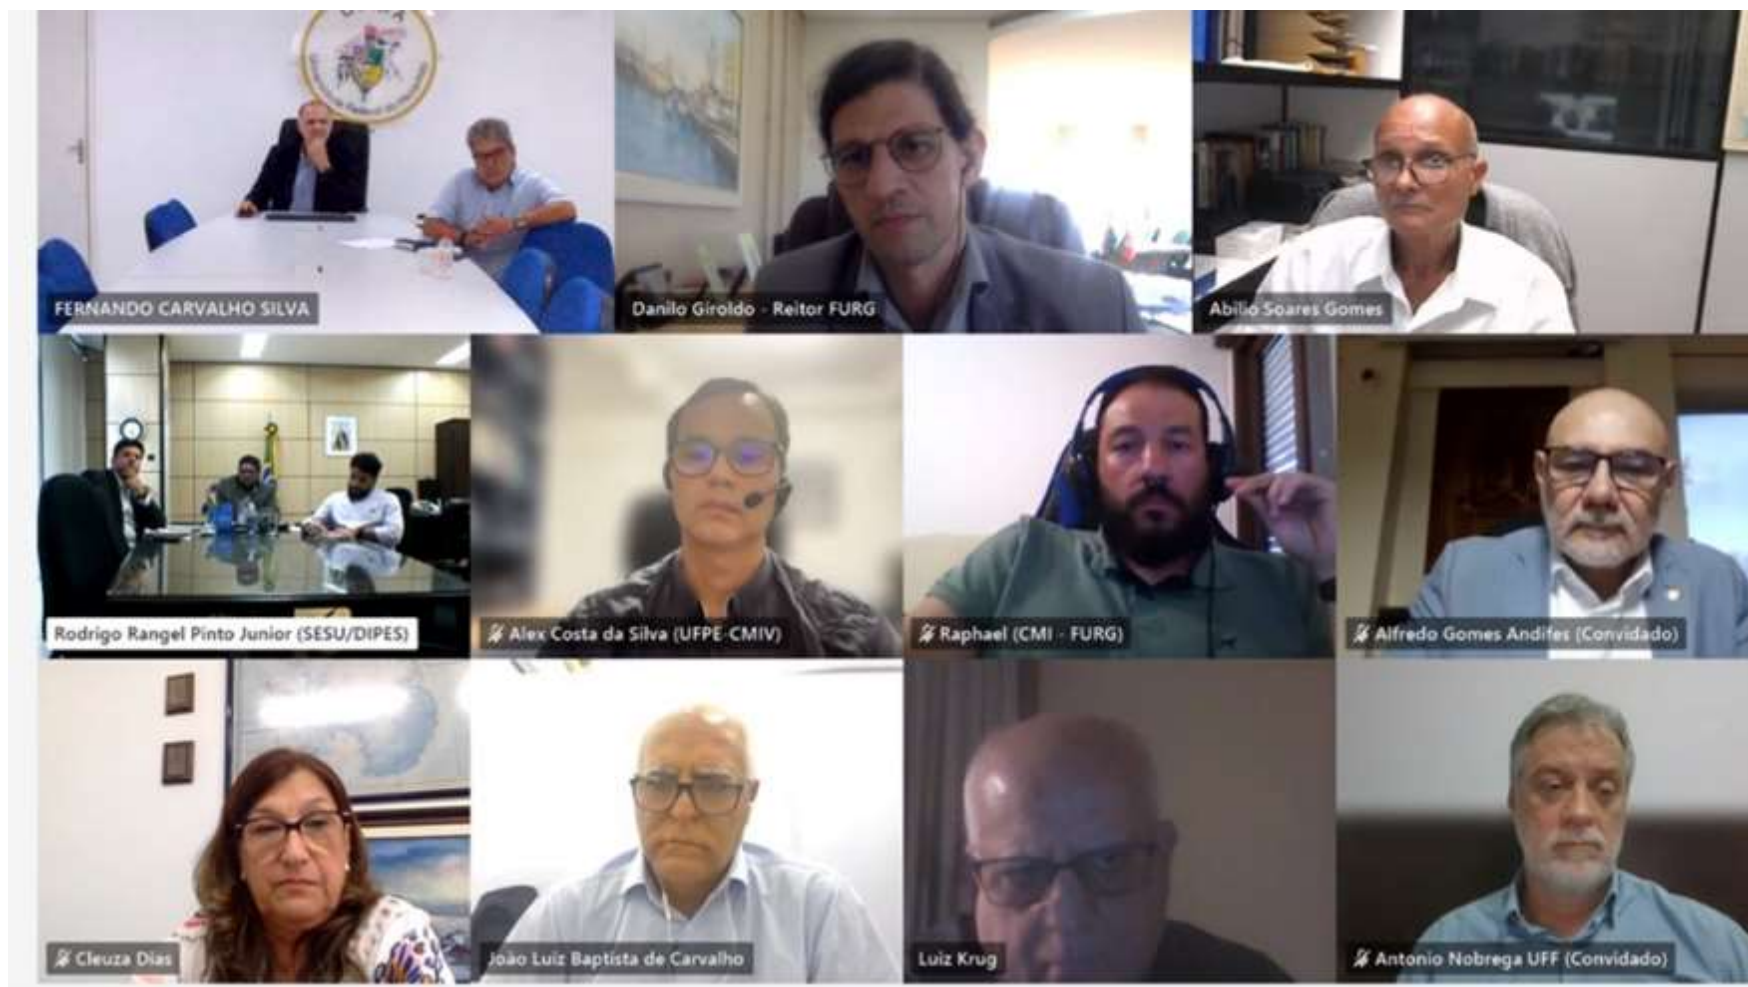 FERNANDO CARVALHO SILVA
Danilo Giroldo - Reitor FURG
Abílio Soares Gomes
Rodrigo Rangel Pinto Junior (SESU/DIPES)
Alex Costa da Silva (UFPE-CMIV)
Raphael (CMI - FURG)
Alfredo Gomes Andifes (Convidado)
Cleuza Dias
João Luiz Baptista de Carvalho
Luiz Krug
Antonio Nobrega UFF (Convidado)